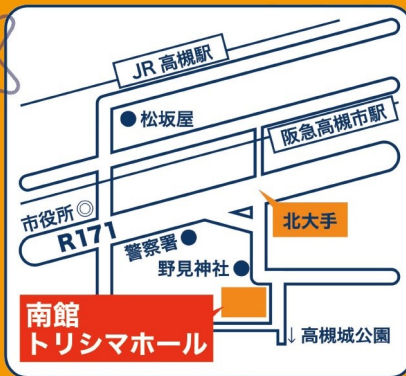 JR 高槻駅
松坂屋
阪急高槻市駅
市役所◎
R171
北大手
警察署
野見神社
南館
トリシマホール
↓高槻城公園